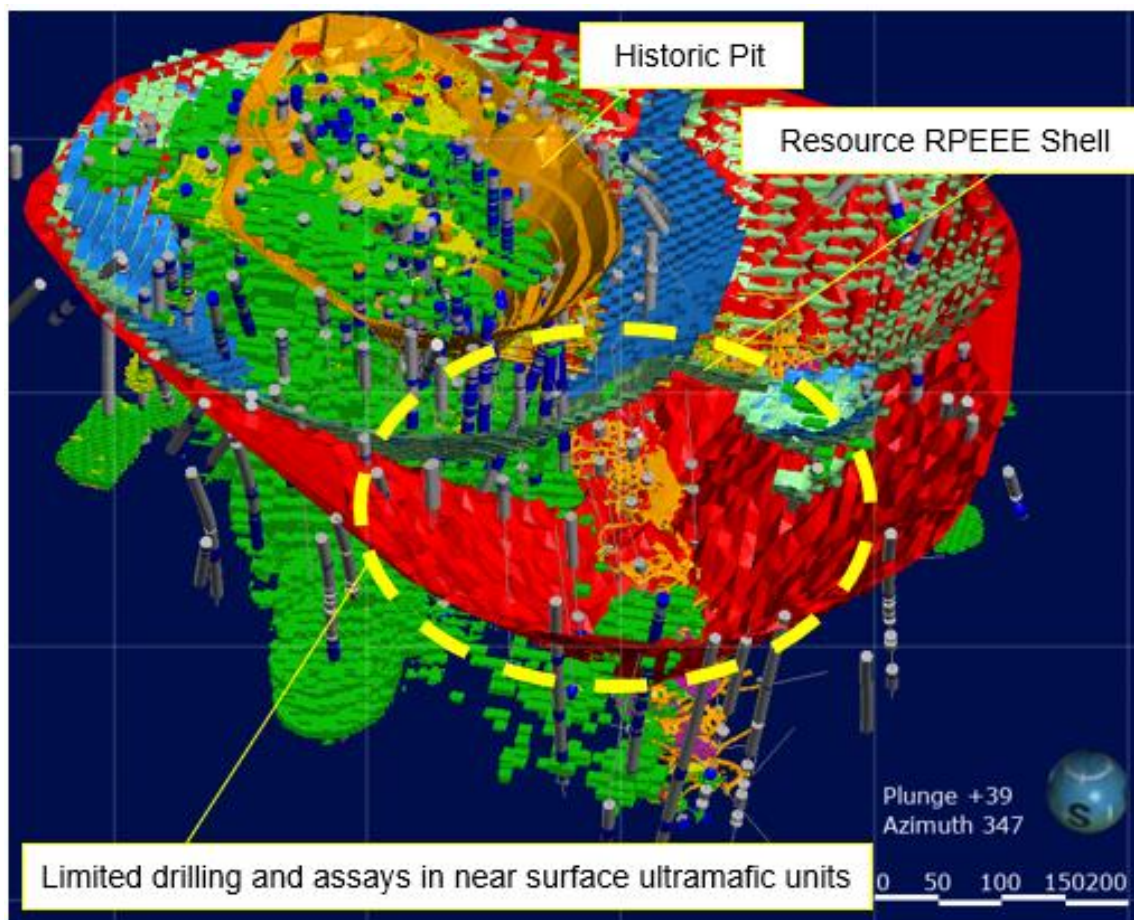 Historic Pit
Resource RPEEE Shell
Plunge +39
Azimuth 347
S
Limited drilling and assays in near surface ultramafic units
0 50 100 150200